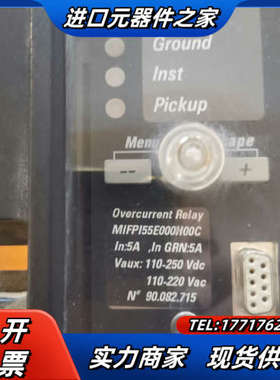 进口元器件之家
Ground
Inst
Pickup
Menu
ape
--
+
Overcurrent Relay
MIFPI55E000H00C
In:5A ,In GRN:5A
Vaux: 110-250 Vdc
110-220 Vac
N° 90.082.715
开
票
TEL:1771762
实力商家 现货供